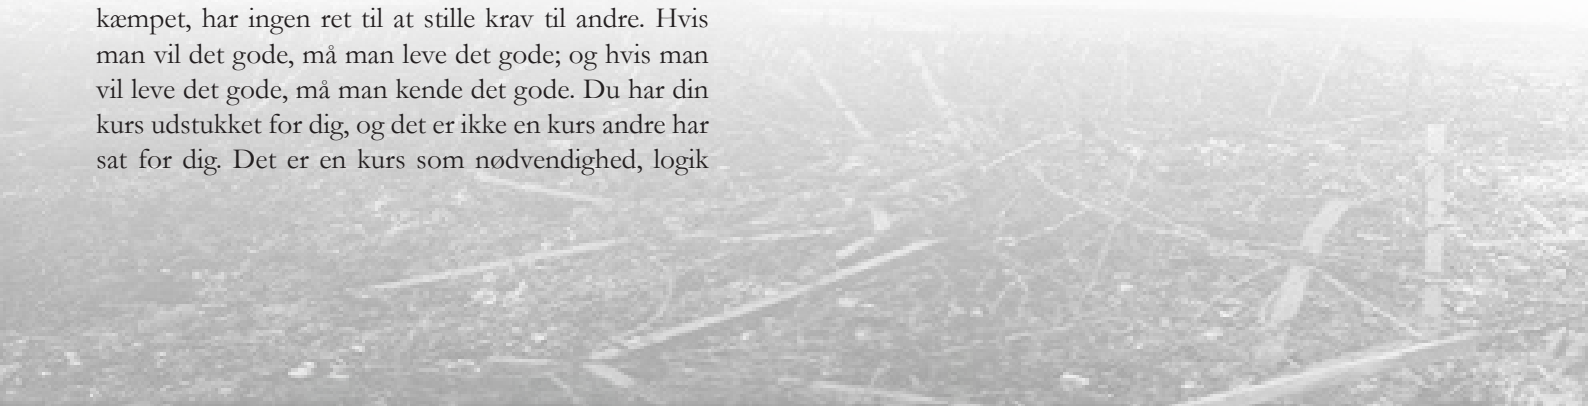 kæmpet, har ingen ret til at stille krav til andre. Hvis
man vil det gode, må man leve det gode; og hvis man
vil leve det gode, må man kende det gode. Du har din
kurs udstukket for dig, og det er ikke en kurs andre har
sat for dig. Det er en kurs som nødvendighed, logik